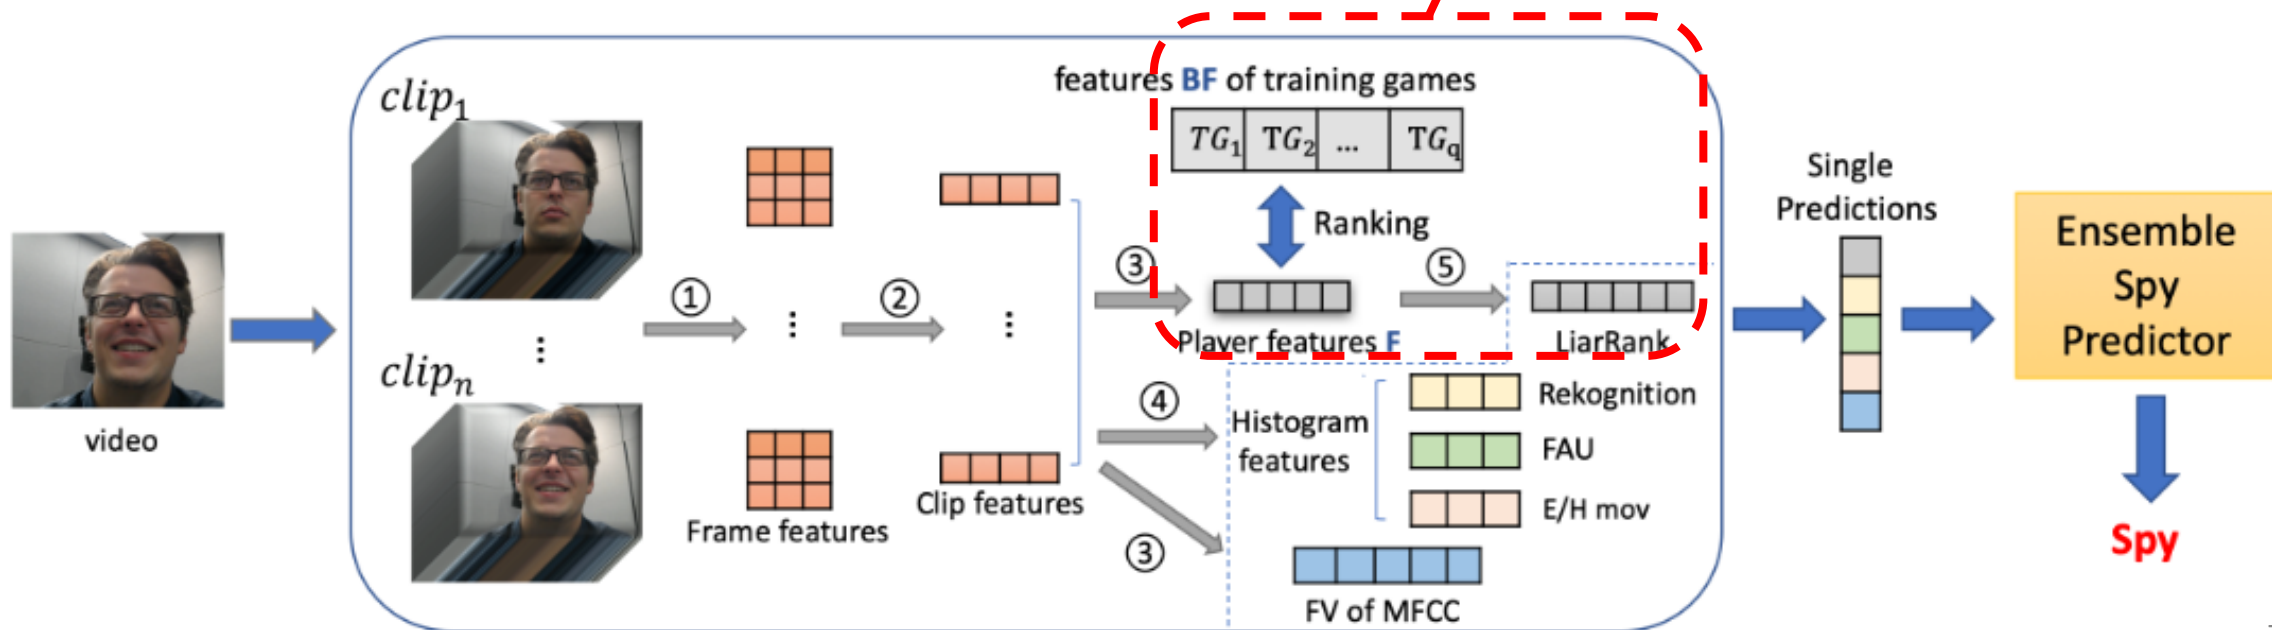 features BF of training games
clip1
TG1 TG2 ... TGq
Single
Predictions
Ranking
Ensemble
Spy
Predictor
①
②
③
⑤
⋮
⋮
⋮
Player features F
LiarRank
clipn
④
Rekognition
Histogram
features
FAU
video
Clip features
E/H mov
Frame features
③
Spy
FV of MFCC